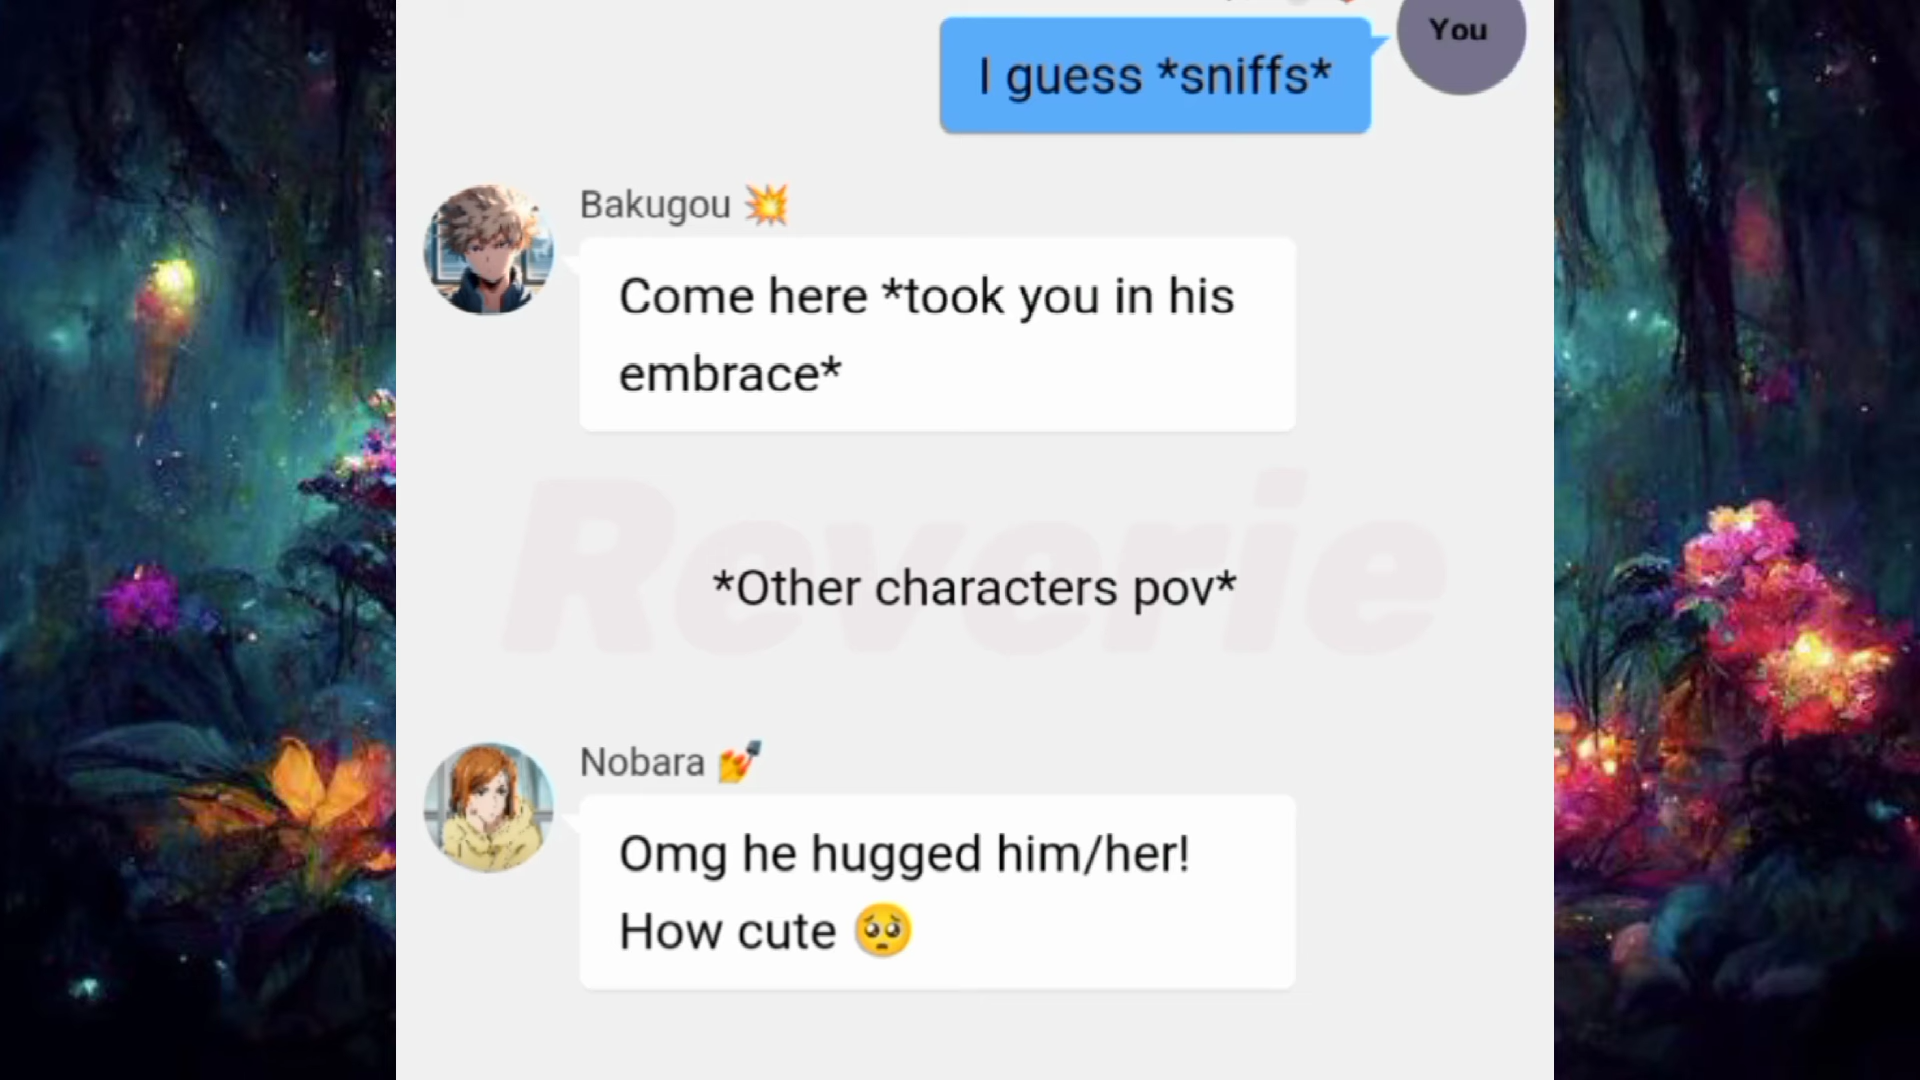 You
I guess *sniffs*
Bakugou 💥
Come here *took you in his
embrace*
Reverie
*Other characters pov*
Nobara 💅
Omg he hugged him/her!
How cute 🥺